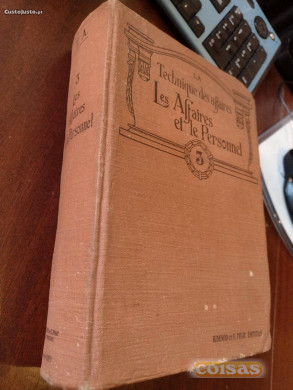 CustoJusto.pt
LA
3
Les
Affaires
et le Personnel
LA
Technique des affaires
Les Affaires
et le Personnel
3
coisas